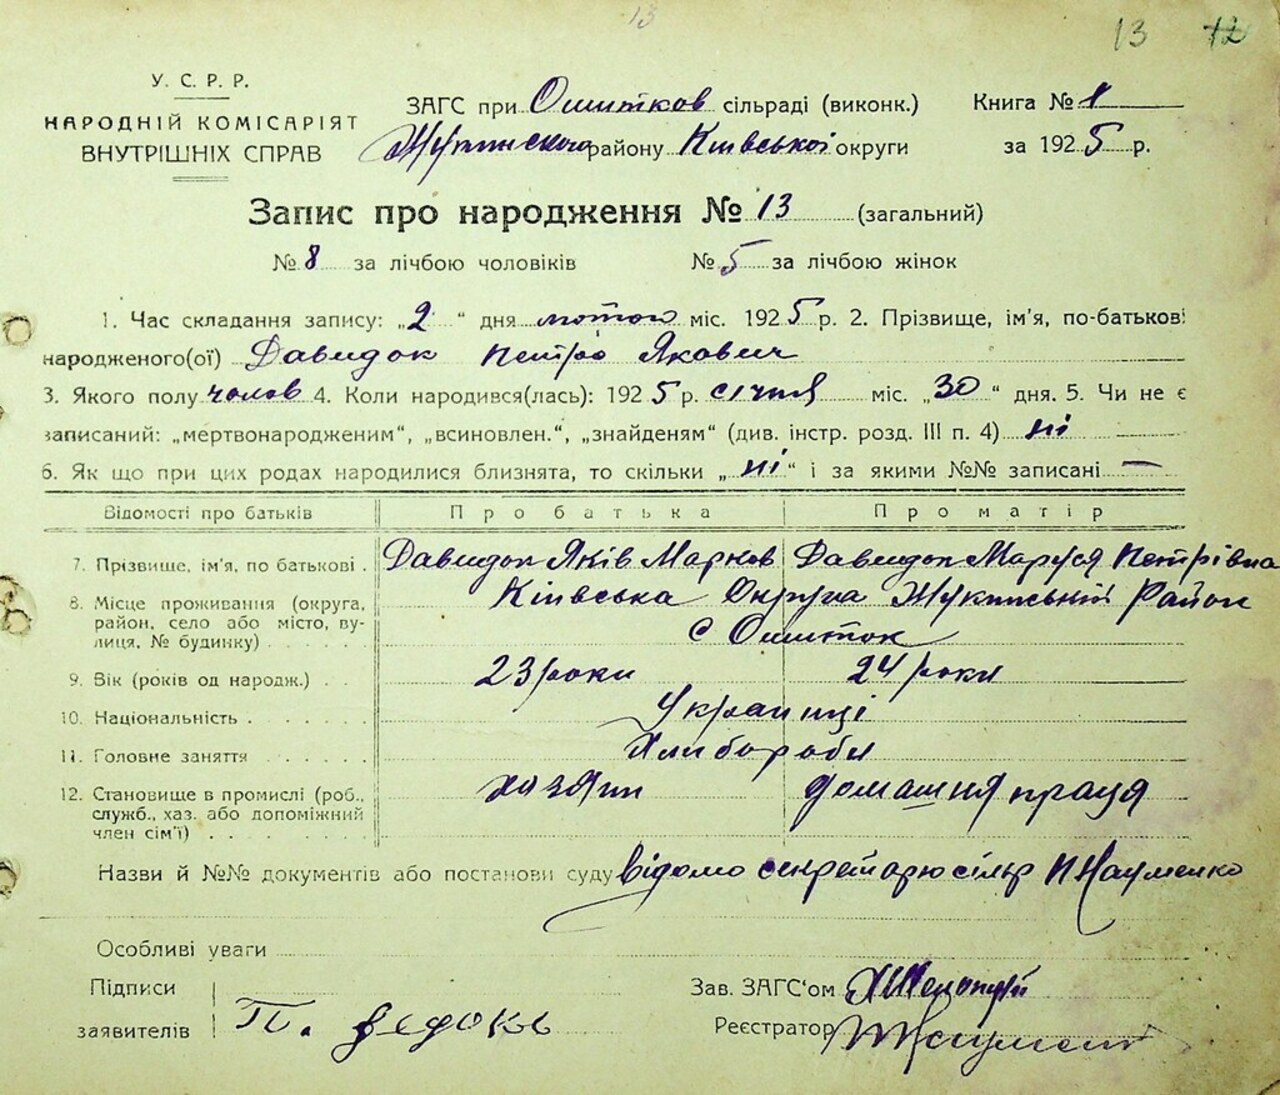 13
13 12
У. С. Р. Р.
НАРОДНІЙ КОМІСАРІЯТ
ВНУТРІШНІХ СПРАВ
ЗАГС при Ошитков сільраді (виконк.) Книга № 1
Жукинского району Київської округи за 1925 р.
Запис про народження № 13 (загальний)
№ 8 за лічбою чоловіків № 5 за лічбою жінок
1. Час складання запису: „2“ дня лютого міс. 1925 р. 2. Прізвище, ім'я, по-батькові
народженого(ої) Давидок Петро Якович
3. Якого полу чолов 4. Коли народився(лась): 1925 р. січня міс. „30“ дня. 5. Чи не є
записаний: „мертвонародженим“, „всиновлен.“, „знайденям“ (див. інстр. розд. III п. 4) ні
6. Як що при цих родах народилися близнята, то скільки „ні“ і за якими №№ записані —
Відомості про батьків Про батька Про матір
7. Прізвище, ім'я, по батькові . Давидок Яків Марков Давидок Маруся Петрівна
8. Місце проживання (округа, Київська Округа Жукинський Район
район, село або місто, ву-
лиця, № будинку) . . . . . с Ошиток
9. Вік (років од народж.) . . 23 роки 24 роки
10. Національність . . . . . . Українці
11. Головне заняття . . . . . Хлибороби
12. Становище в промислі (роб., хазяин домашня праця
служб., хаз. або допоміжний
член сім'ї) . . . . . . . .
Назви й №№ документів або постанови суду відомо секретарю сільр П Науменко
Особливі уваги
Підписи
заявителів П.
Зав. ЗАГС'ом
Реєстратор